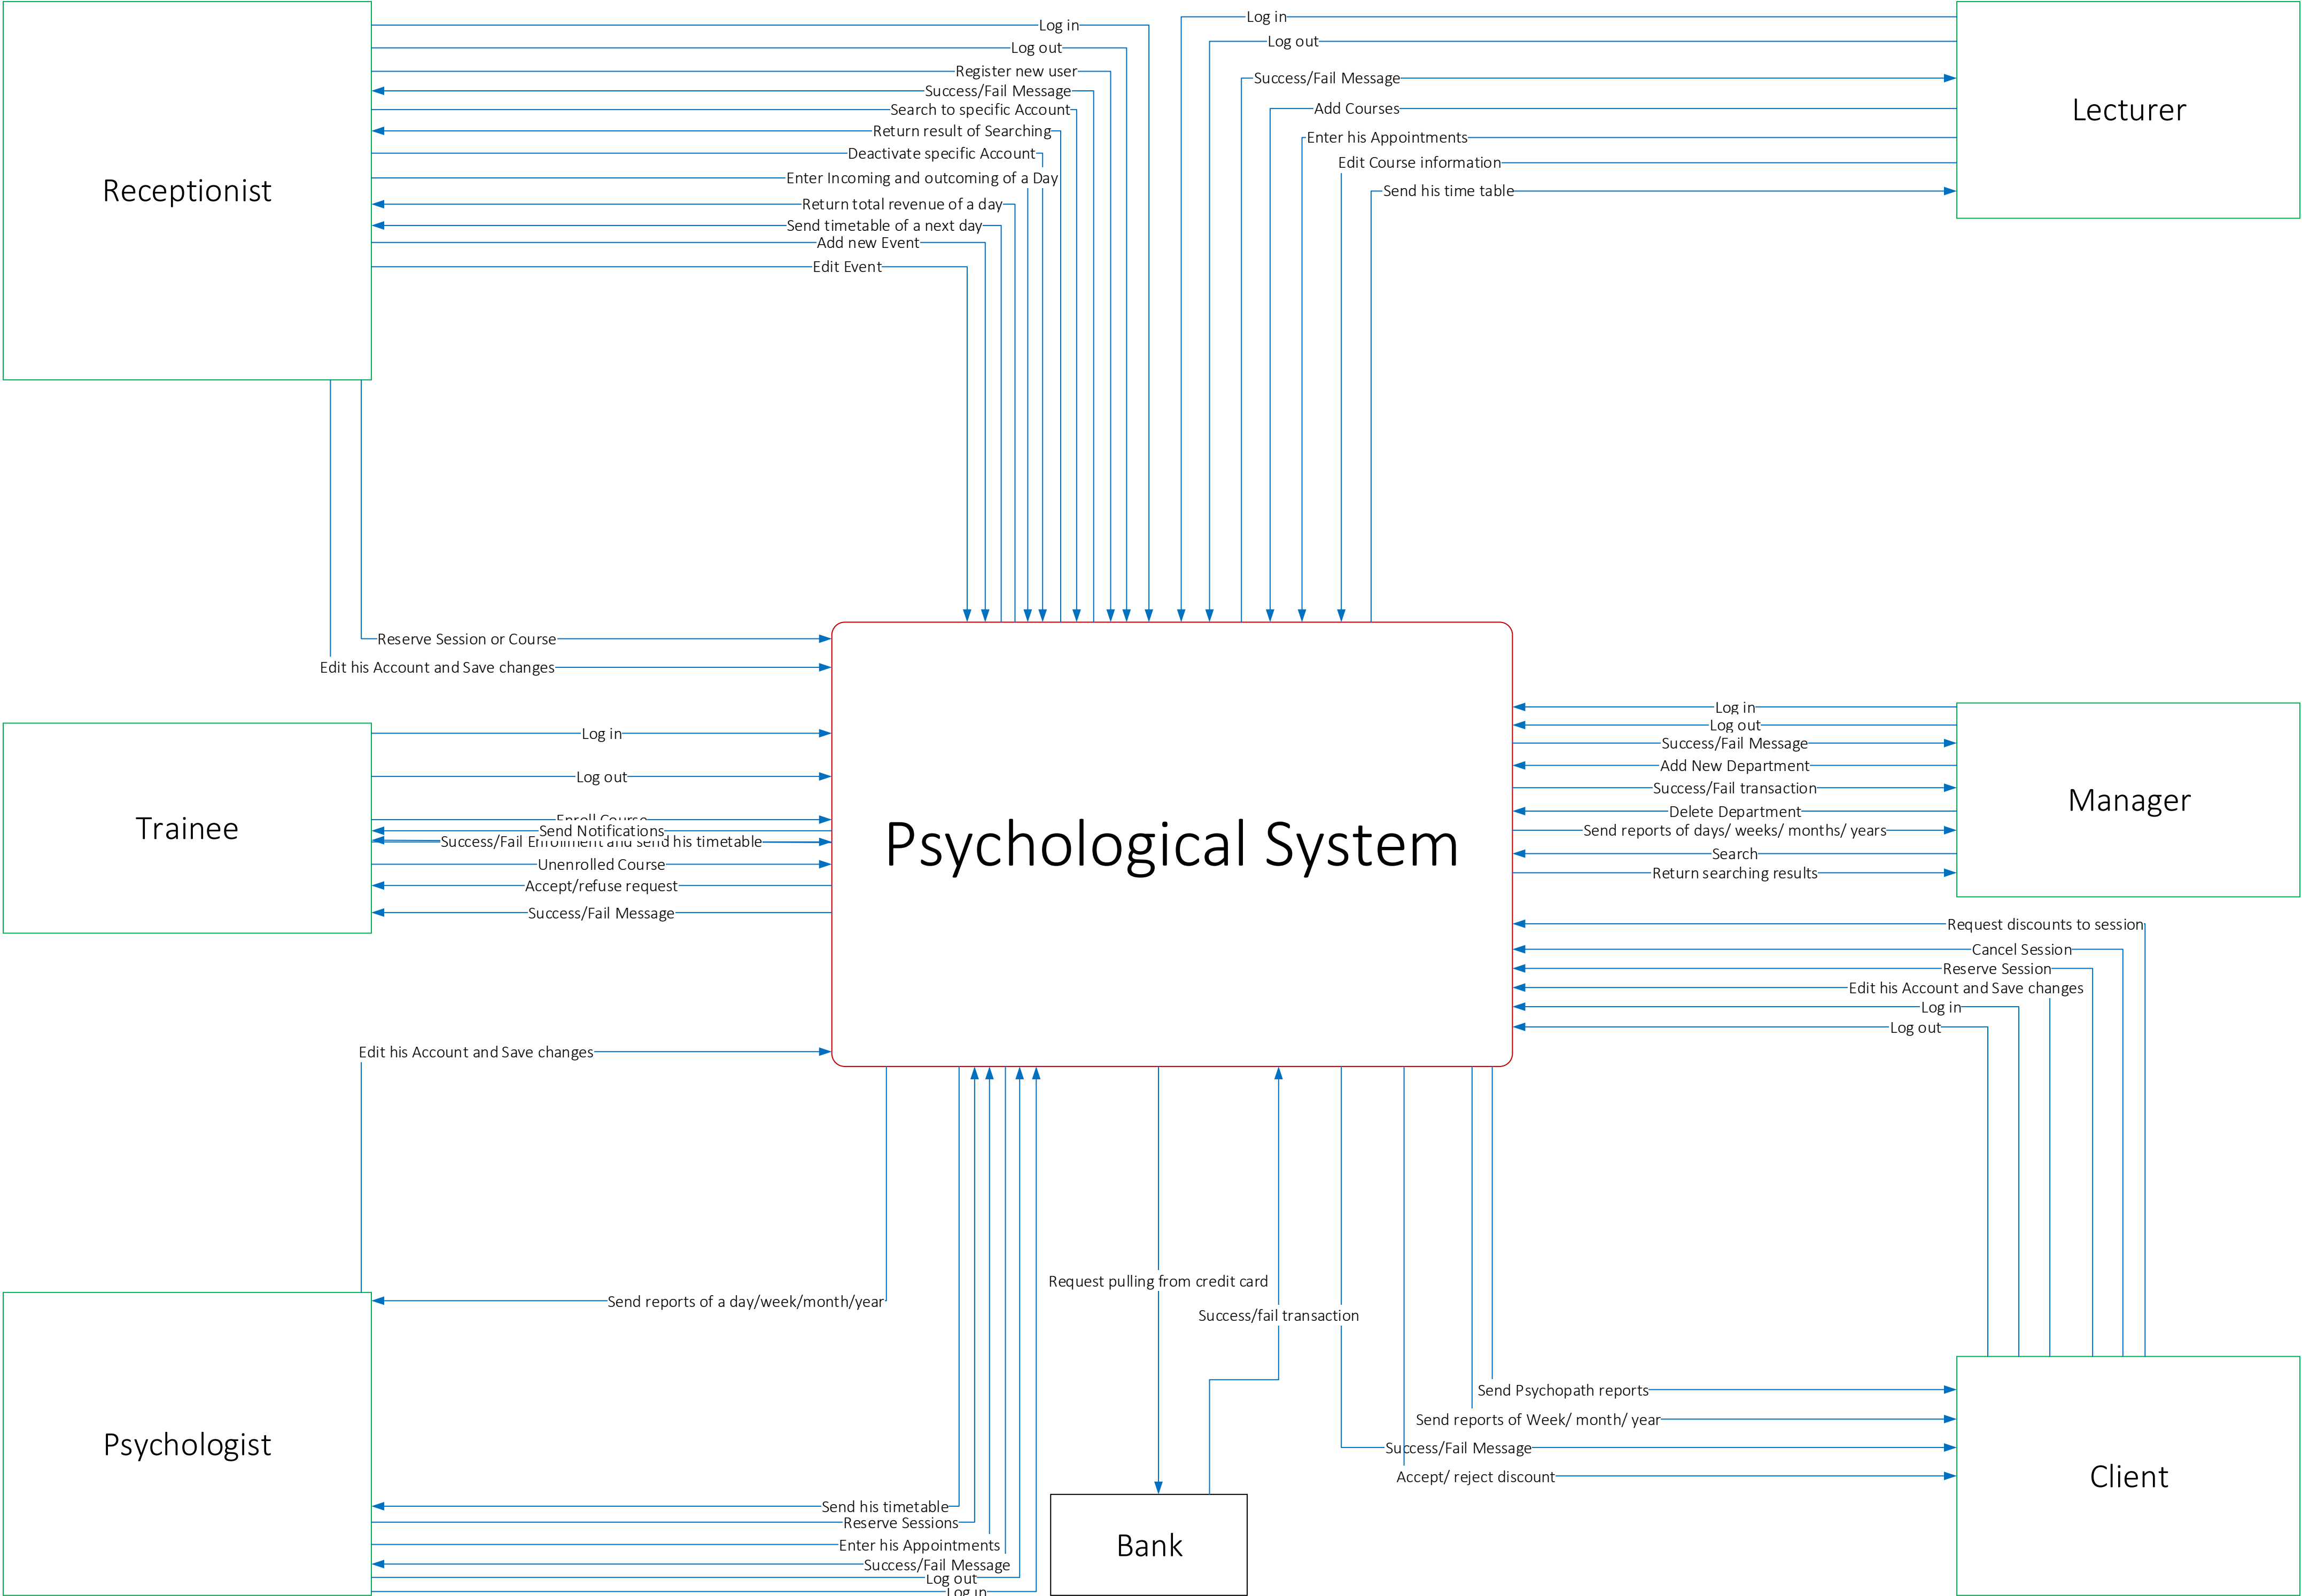 Log in
Log out
Register new user
Success/Fail Message
Search to specific Account
Return result of Searching
Deactivate specific Account
Enter Incoming and outcoming of a Day
Return total revenue of a day
Send timetable of a next day
Add new Event
Edit Event
Receptionist
Log in
Log out
Success/Fail Message
Add Courses
Enter his Appointments
Edit Course information
Send his time table
Lecturer
Reserve Session or Course
Edit his Account and Save changes
Log in
Log out
Enroll Course
Send Notifications
Success/Fail Enrollment and send his timetable
Unenrolled Course
Accept/refuse request
Success/Fail Message
Trainee
Psychological System
Log in
Log out
Success/Fail Message
Add New Department
Success/Fail transaction
Delete Department
Send reports of days/ weeks/ months/ years
Search
Return searching results
Manager
Request discounts to session
Cancel Session
Reserve Session
Edit his Account and Save changes
Log in
Log out
Edit his Account and Save changes
Send reports of a day/week/month/year
Psychologist
Send his timetable
Reserve Sessions
Enter his Appointments
Success/Fail Message
Log out
Log in
Request pulling from credit card
Success/fail transaction
Bank
Send Psychopath reports
Send reports of Week/ month/ year
Success/Fail Message
Accept/ reject discount
Client